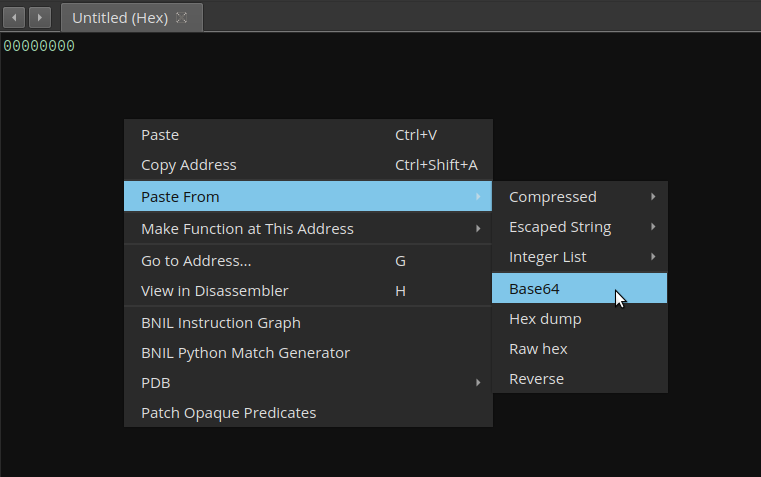 Untitled (Hex)
00000000
Paste Ctrl+V
Copy Address Ctrl+Shift+A
Paste From
Make Function at This Address
Go to Address... G
View in Disassembler H
BNIL Instruction Graph
BNIL Python Match Generator
PDB
Patch Opaque Predicates
Compressed
Escaped String
Integer List
Base64
Hex dump
Raw hex
Reverse